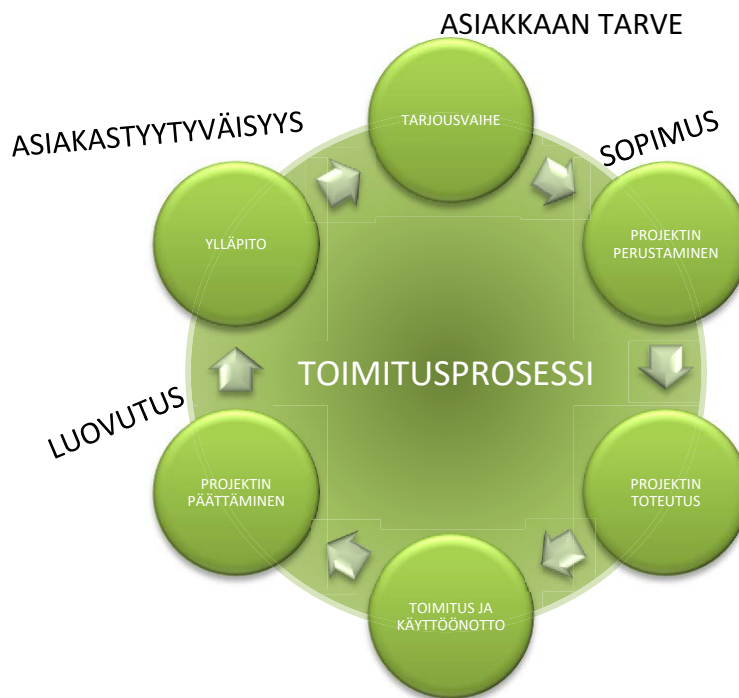 ASIAKKAAN TARVE
TARJOUSVAIHE
SOPIMUS
PROJEKTIN
PERUSTAMINEN
PROJEKTIN
TOTEUTUS
TOIMITUS JA
KÄYTTÖÖNOTTO
PROJEKTIN
PÄÄTTÄMINEN
LUOVUTUS
YLLÄPITO
ASIAKASTYYTYVÄISYYS
TOIMITUSPROSESSI